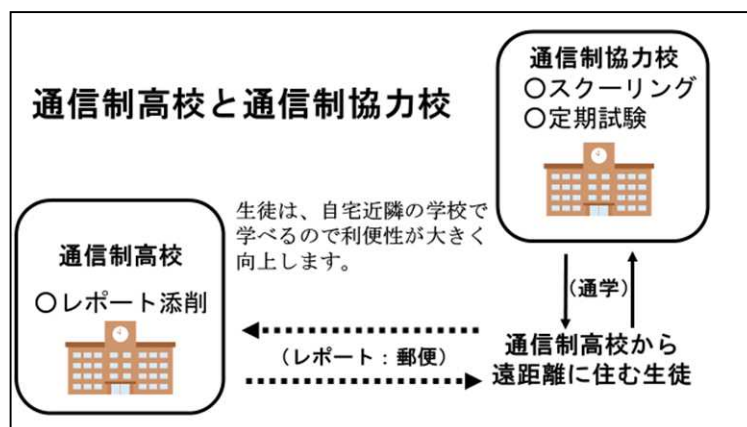 通信制高校と通信制協力校
通信制協力校
〇スクーリング
〇定期試験
生徒は、自宅近隣の学校で
学べるので利便性が大きく
向上します。
通信制高校
〇レポート添削
(通学)
(レポート:郵便)
通信制高校から
遠距離に住む生徒